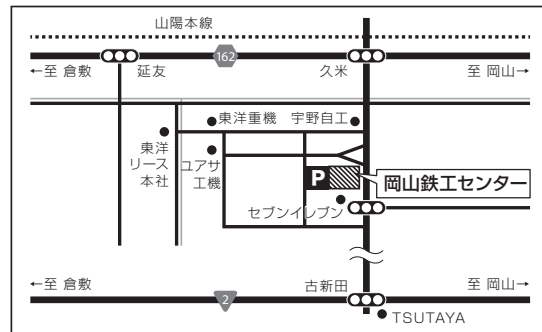 山陽本線
162
←至 倉敷
延友
久米
至 岡山→
東洋重機
宇野自工
東洋
リース
本社
ユアサ
工機
P
岡山鉄工センター
セブンイレブン
←至 倉敷
古新田
至 岡山→
2
TSUTAYA